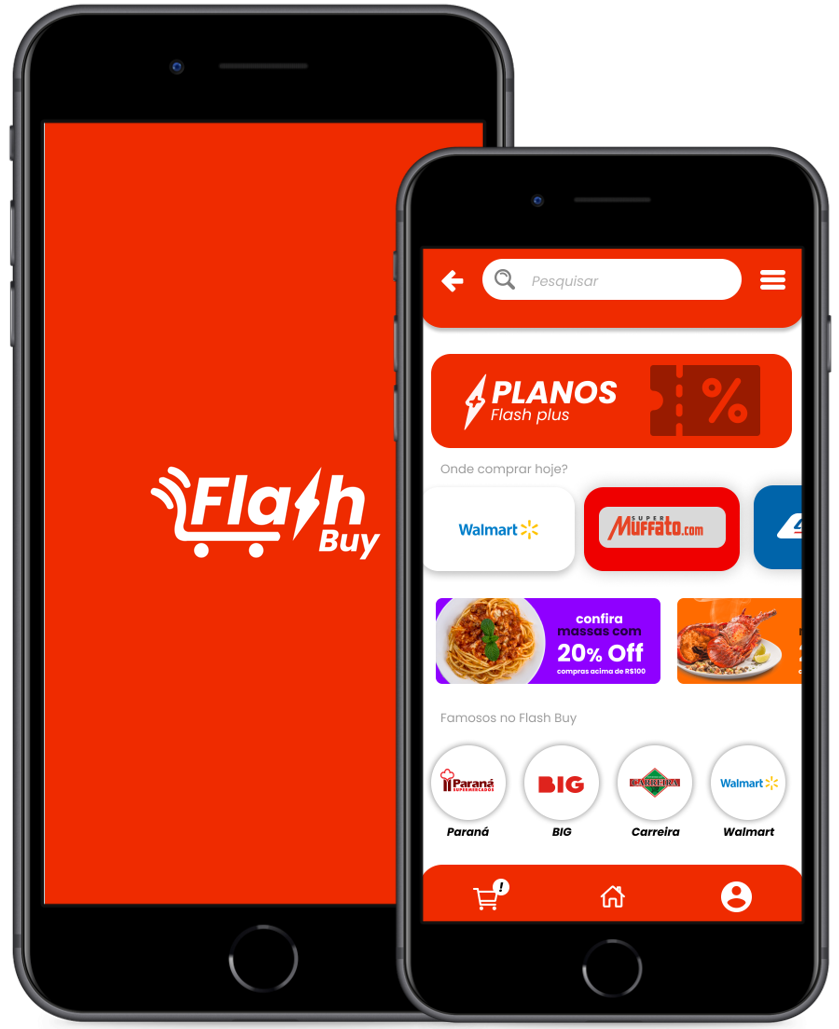 Flash
Buy
Pesquisar
PLANOS
Flash plus
Onde comprar hoje?
Walmart
SUPER
Muffato.com
confira
massas com
20% Off
compras acima de R$100
Famosos no Flash Buy
Paraná
SUPERMERCADOS
BIG
CARREIRA
Walmart
Paraná
BIG
Carreira
Walmart